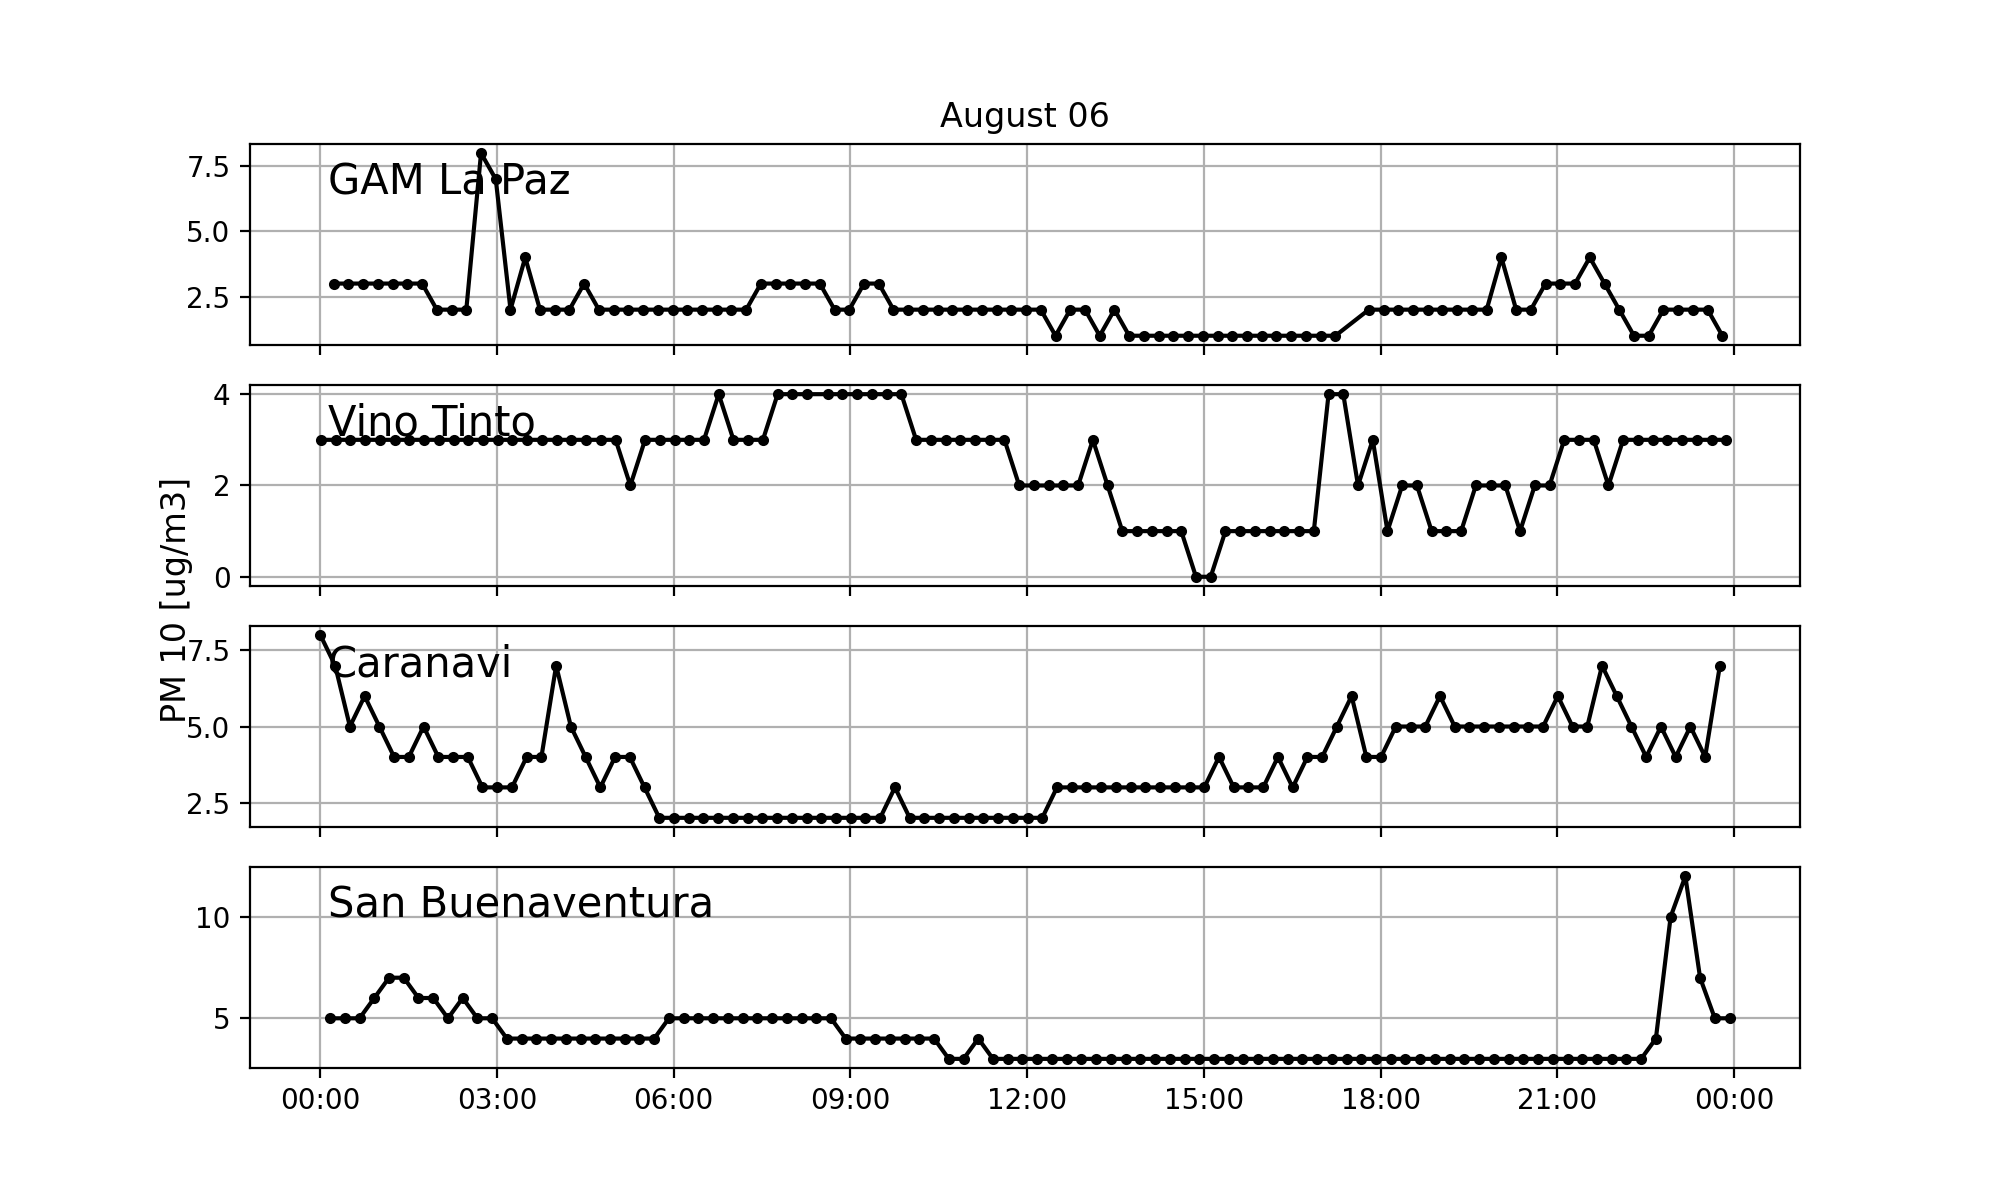 August 06
PM 10 [ug/m3]
7.5
5.0
2.5
GAM La Paz
4
2
0
Vino Tinto
7.5
5.0
2.5
Caranavi
10
5
San Buenaventura
00:00 03:00 06:00 09:00 12:00 15:00 18:00 21:00 00:00